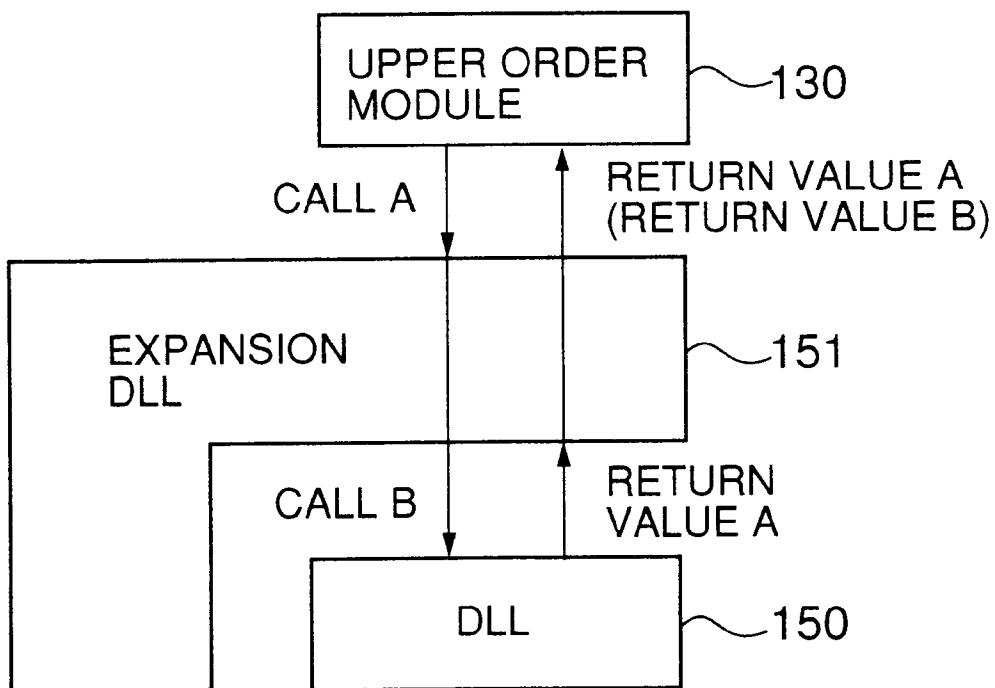 UPPER ORDER
MODULE
130
CALL A
RETURN VALUE A
(RETURN VALUE B)
EXPANSION
DLL
151
CALL B
RETURN
VALUE A
DLL
150